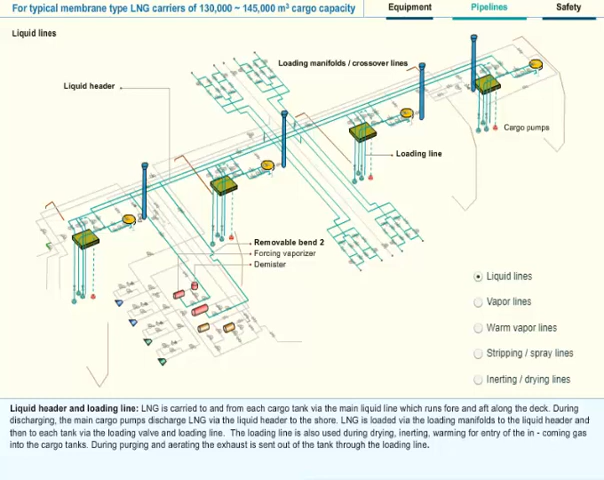 For typical membrane type LNG carriers of 130,000 ~ 145,000 m³ cargo capacity
Equipment
Pipelines
Safety
Liquid lines
Loading manifolds / crossover lines
Liquid header
Cargo pumps
Loading line
Removable bend 2
Forcing vaporizer
Demister
Liquid lines
Vapor lines
Warm vapor lines
Stripping / spray lines
Inerting / drying lines
Liquid header and loading line: LNG is carried to and from each cargo tank via the main liquid line which runs fore and aft along the deck. During
discharging, the main cargo pumps discharge LNG via the liquid header to the shore. LNG is loaded via the loading manifolds to the liquid header and
then to each tank via the loading valve and loading line. The loading line is also used during drying, inerting, warming for entry of the in - coming gas
into the cargo tanks. During purging and aerating the exhaust is sent out of the tank through the loading line.